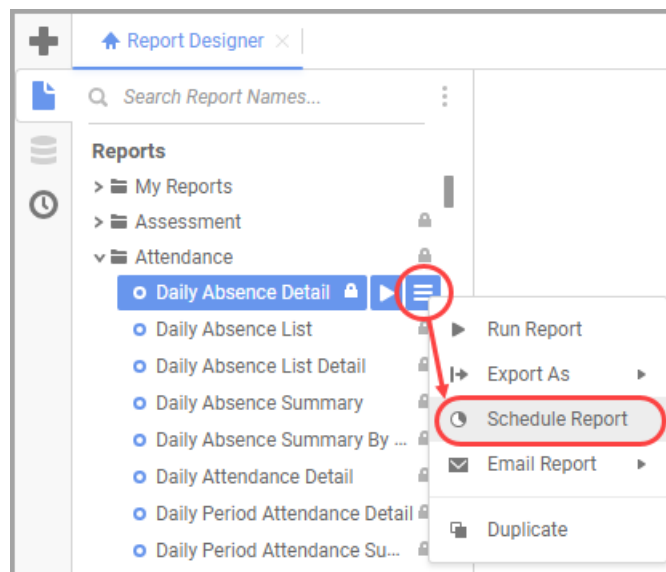 Report Designer
Search Report Names...
Reports
My Reports
Assessment
Attendance
Daily Absence Detail
Daily Absence List
Daily Absence List Detail
Daily Absence Summary
Daily Absence Summary By ...
Daily Attendance Detail
Daily Period Attendance Detail
Daily Period Attendance Su...
Run Report
Export As
Schedule Report
Email Report
Duplicate